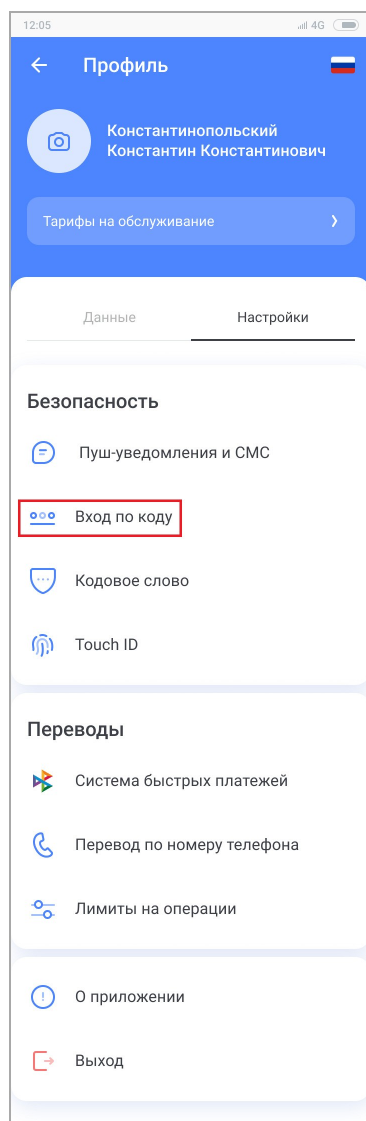 12:05
4G
Профиль
Константинопольский
Константин Константинович
Тарифы на обслуживание
Данные
Настройки
Безопасность
Пуш-уведомления и СМС
Вход по коду
Кодовое слово
Touch ID
Переводы
Система быстрых платежей
Перевод по номеру телефона
Лимиты на операции
О приложении
Выход